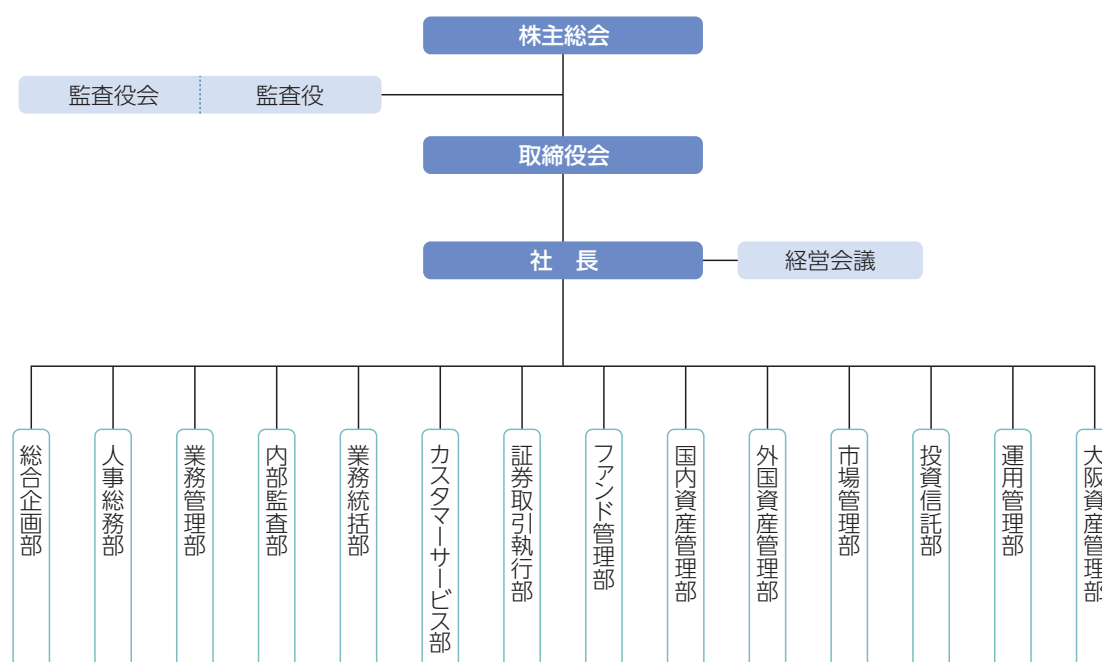 株主総会
監査役会
監査役
取締役会
社 長
経営会議
総合企画部
人事総務部
業務管理部
内部監査部
業務統括部
カスタマーサービス部
証券取引執行部
ファンド管理部
国内資産管理部
外国資産管理部
市場管理部
投資信託部
運用管理部
大阪資産管理部